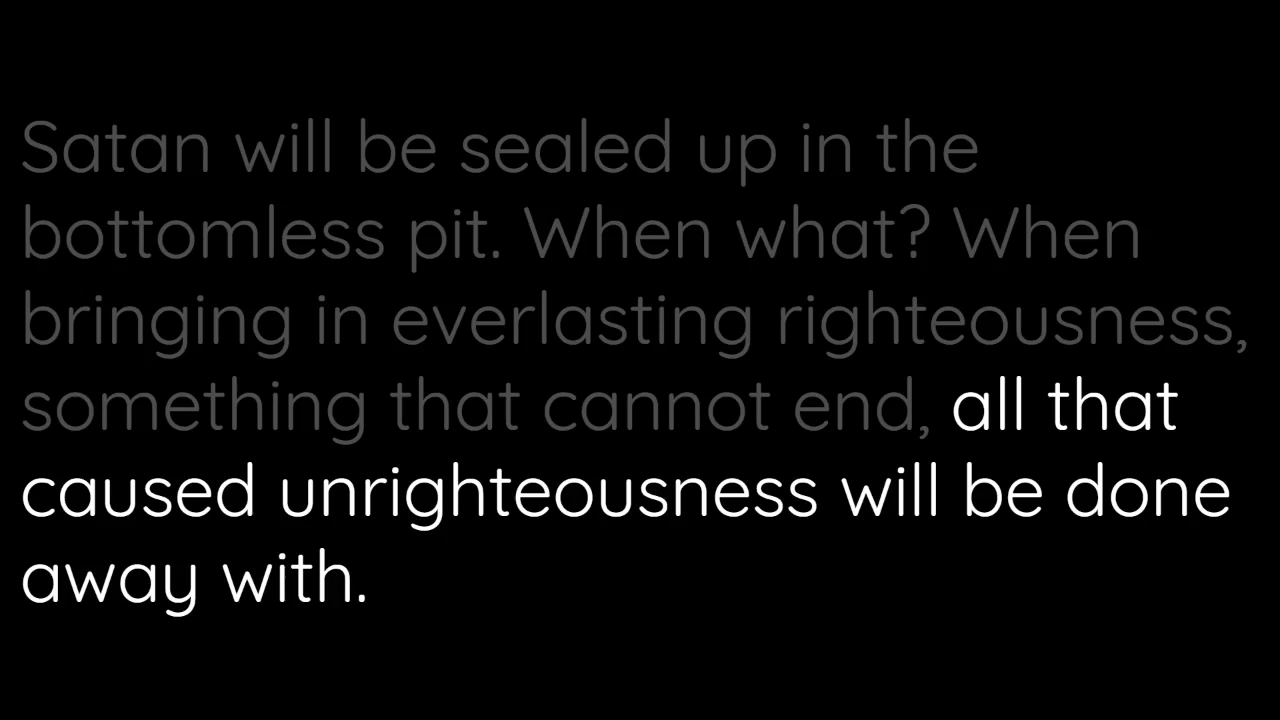 Satan will be sealed up in the
bottomless pit. When what? When
bringing in everlasting righteousness,
something that cannot end, all that
caused unrighteousness will be done
away with.